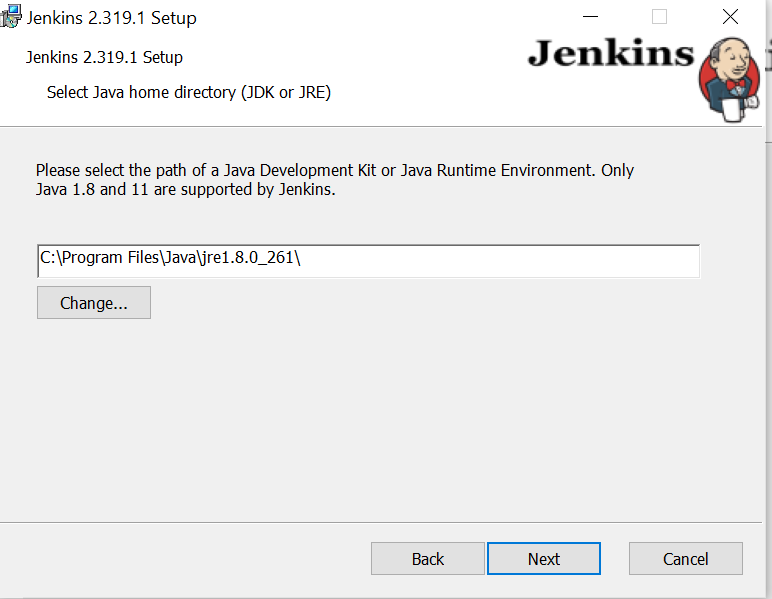 Jenkins 2.319.1 Setup
Jenkins 2.319.1 Setup
Jenkins
Select Java home directory (JDK or JRE)
Please select the path of a Java Development Kit or Java Runtime Environment. Only
Java 1.8 and 11 are supported by Jenkins.
C:\Program Files\Java\jre1.8.0_261\
Change...
Back
Next
Cancel